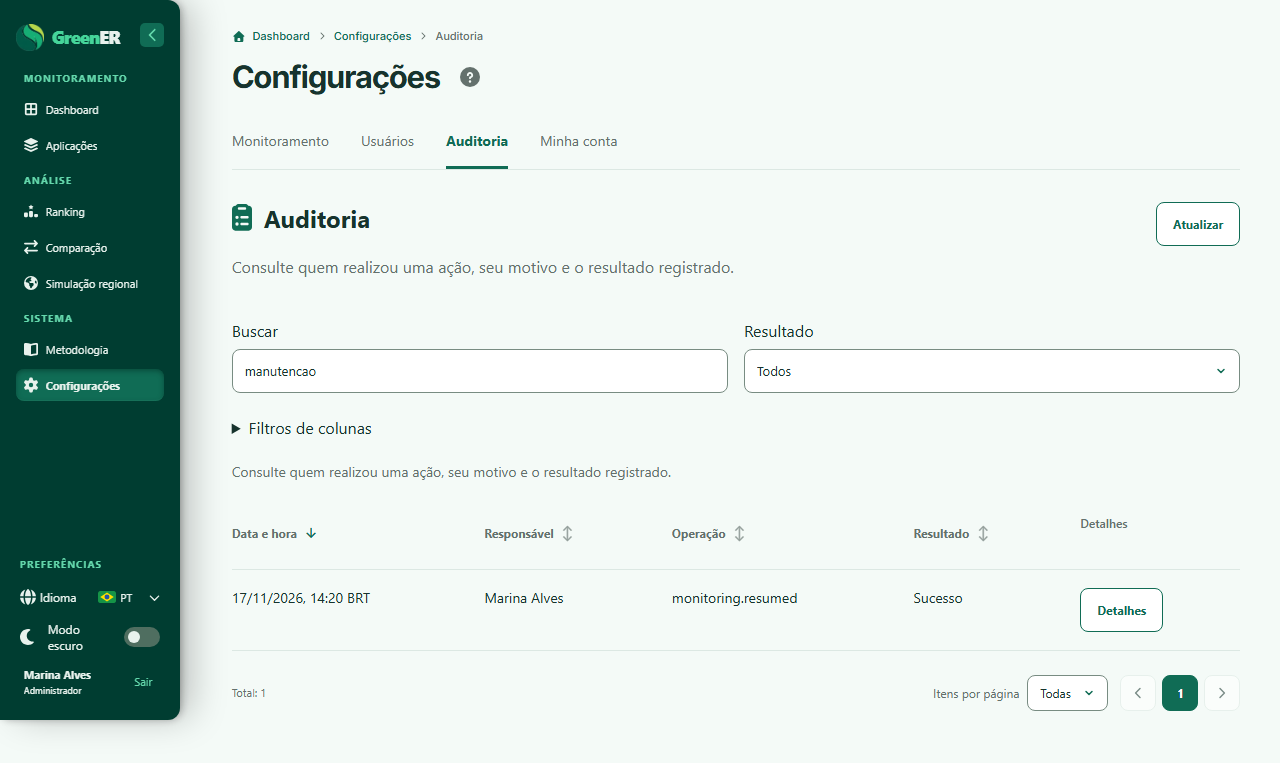 GreenER
MONITORAMENTO
Dashboard
Aplicações
ANÁLISE
Ranking
Comparação
Simulação regional
SISTEMA
Metodologia
Configurações
PREFERÊNCIAS
Idioma PT
Modo
escuro
Marina Alves
Administrador
Sair
Dashboard > Configurações > Auditoria
Configurações ?
Monitoramento Usuários Auditoria Minha conta
Auditoria
Atualizar
Consulte quem realizou uma ação, seu motivo e o resultado registrado.
Buscar Resultado
manutencao Todos
Filtros de colunas
Consulte quem realizou uma ação, seu motivo e o resultado registrado.
Data e hora Responsável Operação Resultado Detalhes
17/11/2026, 14:20 BRT Marina Alves monitoring.resumed Sucesso Detalhes
Total: 1 Itens por página Todas 1